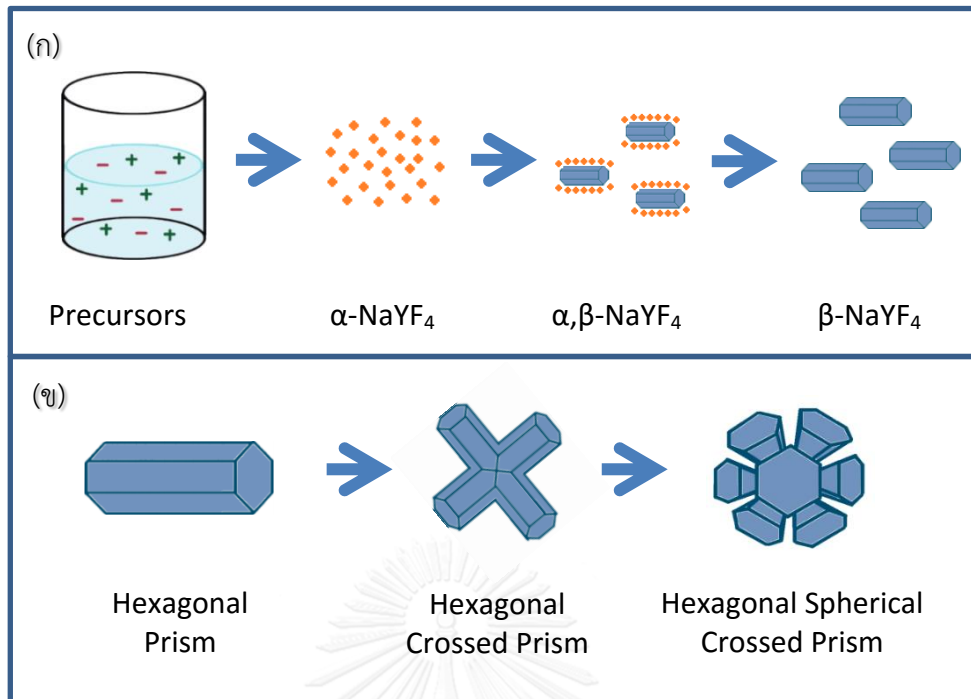 (ก)
Precursors
α-NaYF₄
α,β-NaYF₄
β-NaYF₄
(ข)
Hexagonal
Prism
Hexagonal
Crossed Prism
Hexagonal Spherical
Crossed Prism